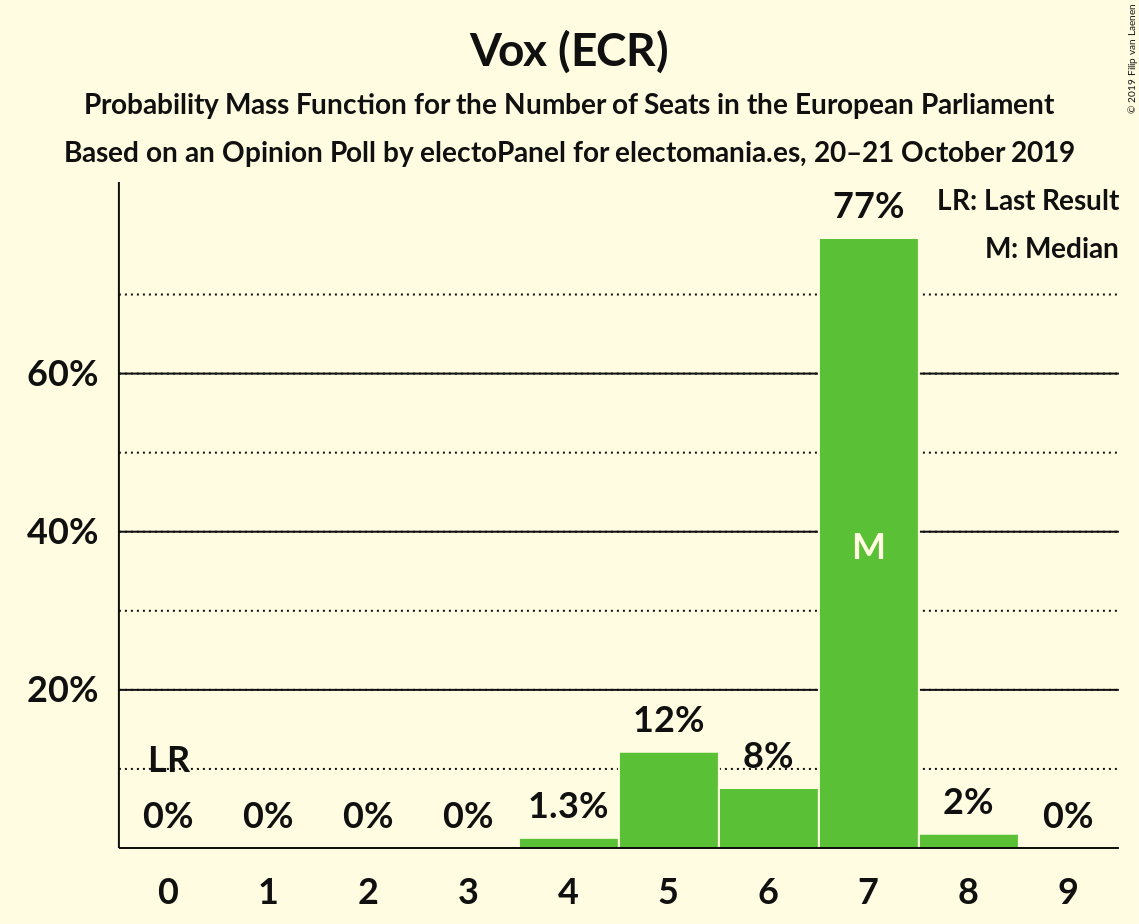 Vox (ECR)
Probability Mass Function for the Number of Seats in the European Parliament
Based on an Opinion Poll by electoPanel for electomania.es, 20–21 October 2019
© 2019 Filip van Laenen
LR: Last Result
M: Median
77%
60%
40%
M
20%
12%
8%
LR
0%
0%
0%
0%
1.3%
2%
0%
0
1
2
3
4
5
6
7
8
9